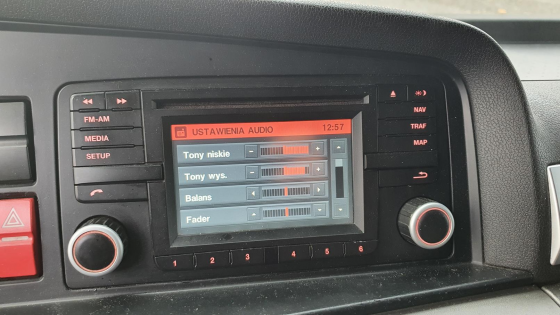 USTAWIENIA AUDIO 12:57
Tony niskie
Tony wys.
Balans
Fader
FM-AM
MEDIA
SETUP
NAV
TRAF
MAP
1 2 3 4 5 6